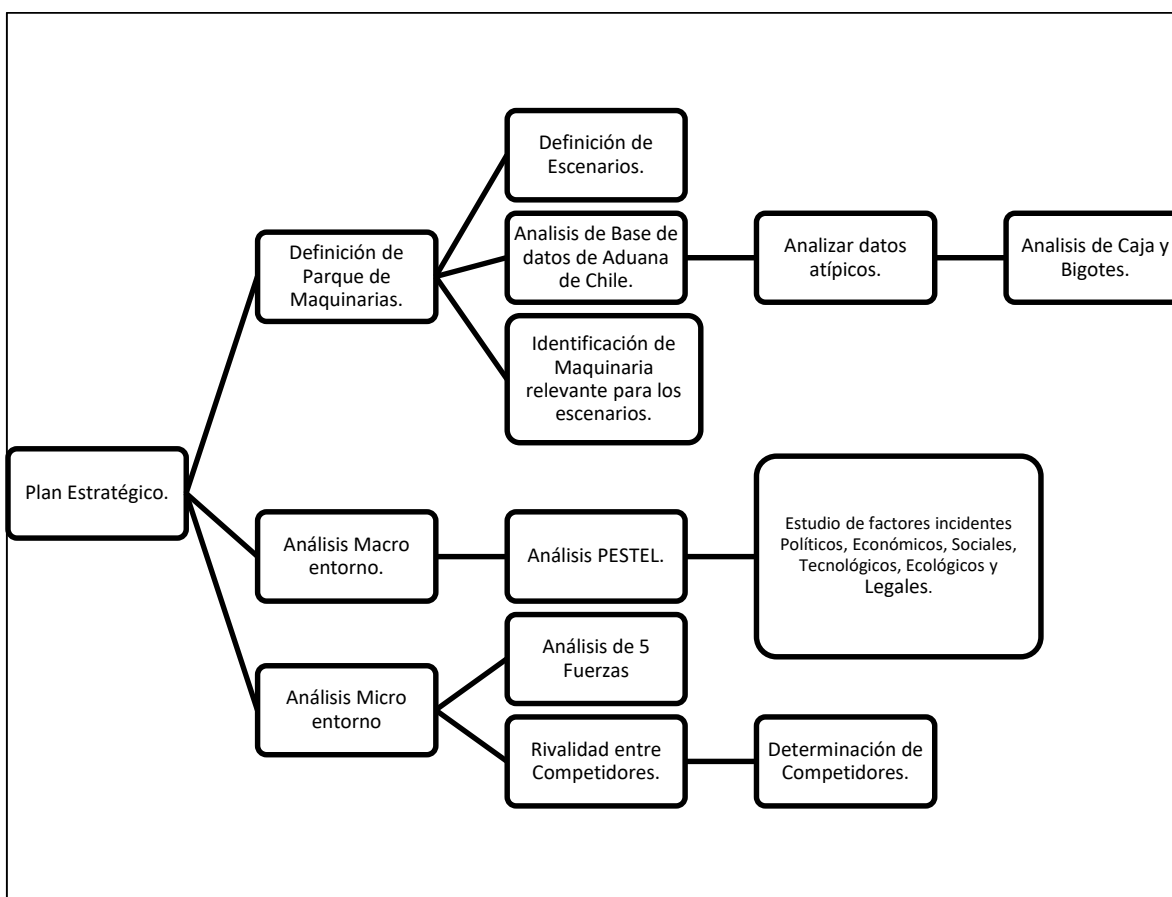 Plan Estratégico.
Definición de
Parque de
Maquinarias.
Definición de
Escenarios.
Analisis de Base de
datos de Aduana
de Chile.
Analizar datos
atípicos.
Analisis de Caja y
Bigotes.
Identificación de
Maquinaria
relevante para los
escenarios.
Análisis Macro
entorno.
Análisis PESTEL.
Estudio de factores incidentes
Políticos, Económicos, Sociales,
Tecnológicos, Ecológicos y
Legales.
Análisis Micro
entorno
Análisis de 5
Fuerzas
Rivalidad entre
Competidores.
Determinación de
Competidores.